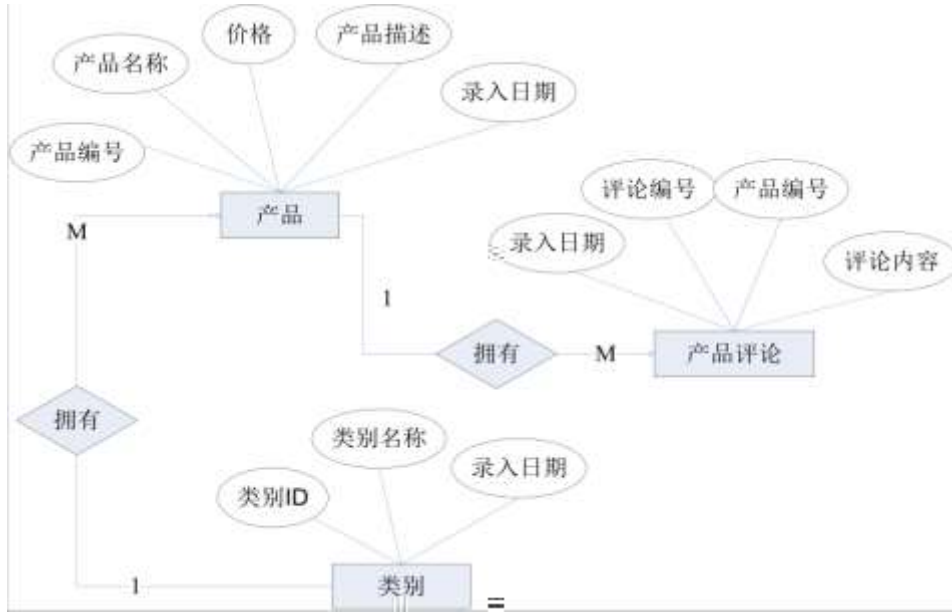 价格
产品描述
产品名称
录入日期
产品编号
产品
M
评论编号
产品编号
录入日期
评论内容
1
拥有
M
产品评论
拥有
类别名称
录入日期
类别ID
1
类别
=